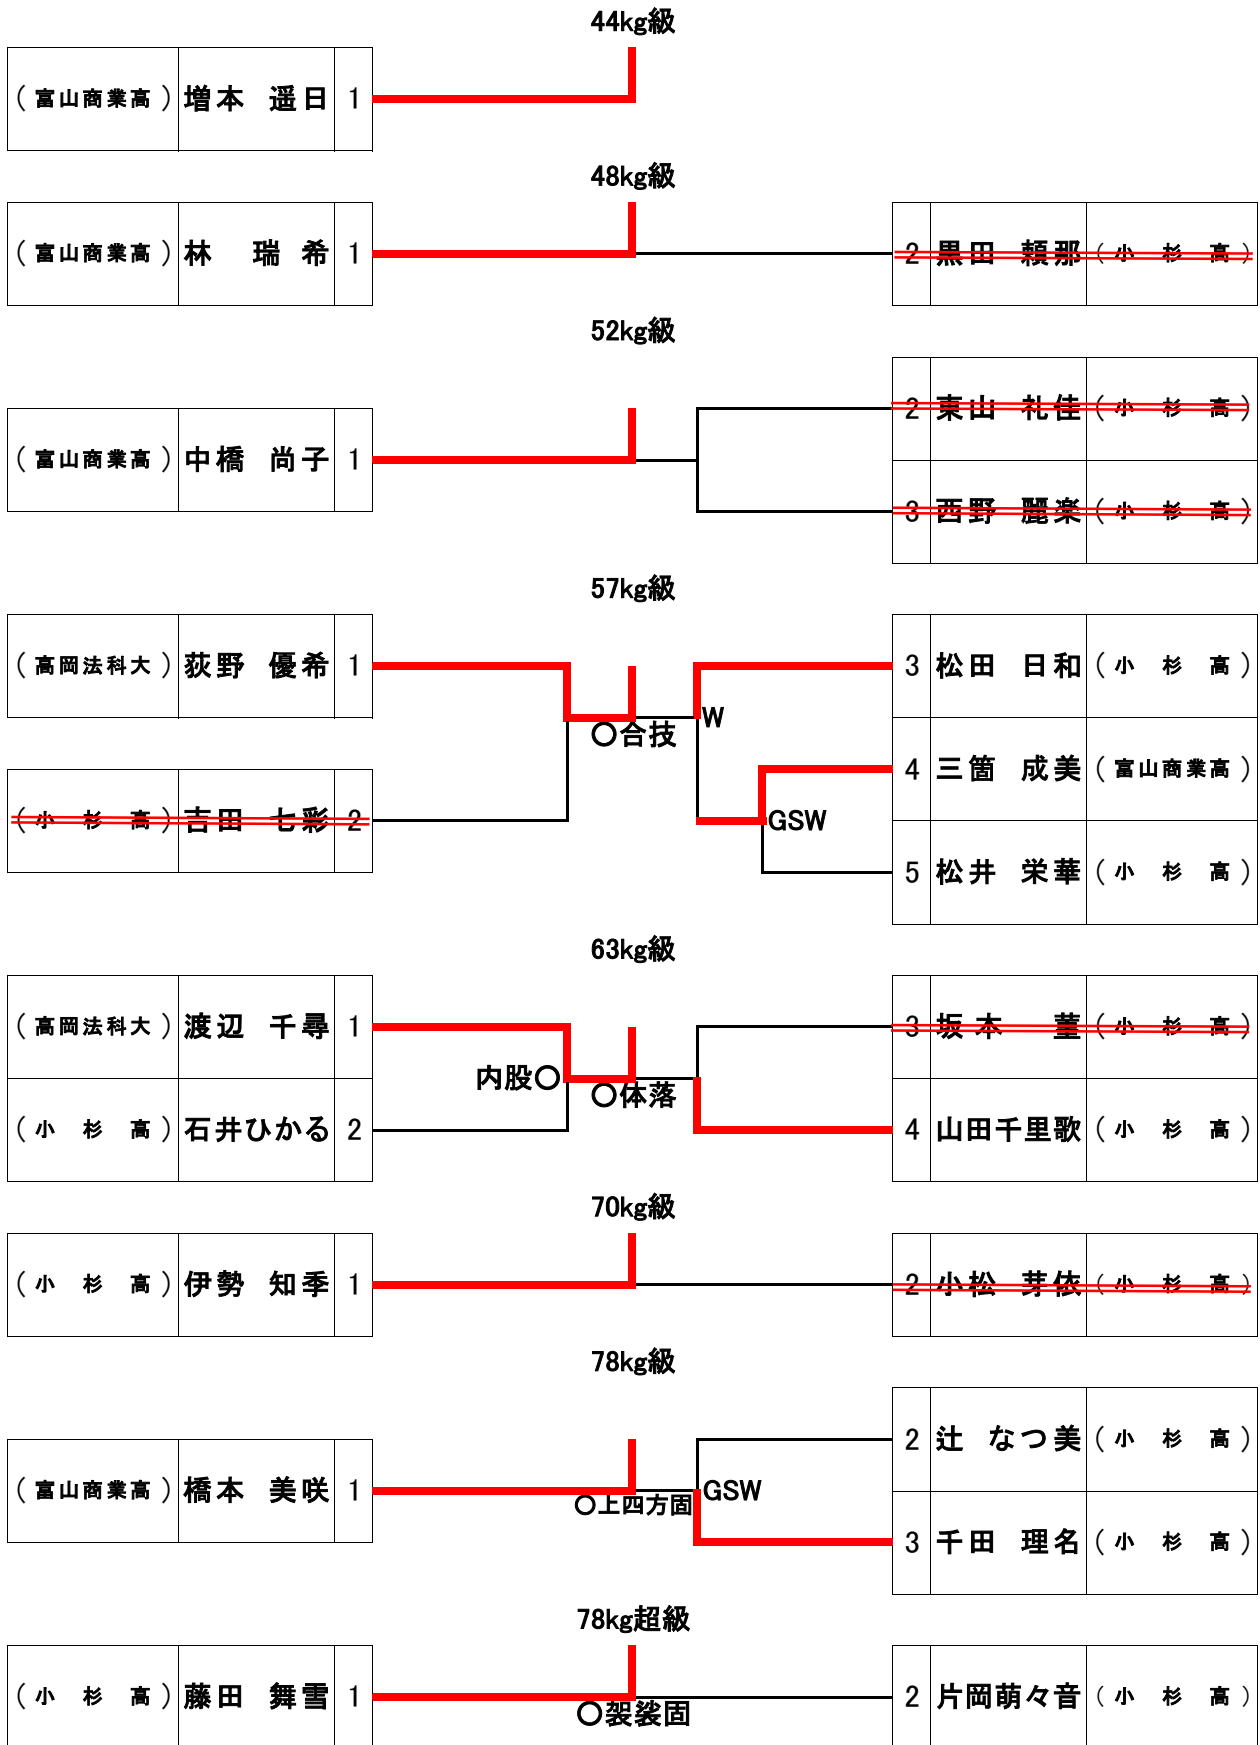 44kg級
(富山商業高) 増本 遥日 1
48kg級
(富山商業高) 林 瑞希 1 2 黒田 頼那 (小杉高)
52kg級
2 東山 礼佳 (小杉高)
(富山商業高) 中橋 尚子 1
3 西野 麗楽 (小杉高)
57kg級
(高岡法科大) 荻野 優希 1 3 松田 日和 (小杉高)
○合技 W
4 三箇 成美 (富山商業高)
(小杉高) 吉田 七彩 2 GSW
5 松井 栄華 (小杉高)
63kg級
(高岡法科大) 渡辺 千尋 1 3 坂本 菫 (小杉高)
内股○ ○体落
(小杉高) 石井ひかる 2 4 山田千里歌 (小杉高)
70kg級
(小杉高) 伊勢 知季 1 2 小松 芽依 (小杉高)
78kg級
2 辻 なつ美 (小杉高)
(富山商業高) 橋本 美咲 1 ○上四方固 GSW
3 千田 理名 (小杉高)
78kg超級
(小杉高) 藤田 舞雪 1 2 片岡萌々音 (小杉高)
○袈裟固